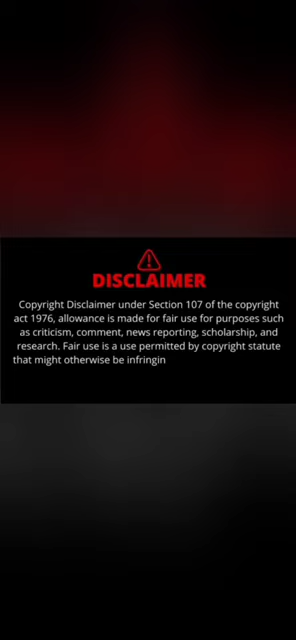 DISCLAIMER
Copyright Disclaimer under Section 107 of the copyright
act 1976, allowance is made for fair use for purposes such
as criticism, comment, news reporting, scholarship, and
research. Fair use is a use permitted by copyright statute
that might otherwise be infringin